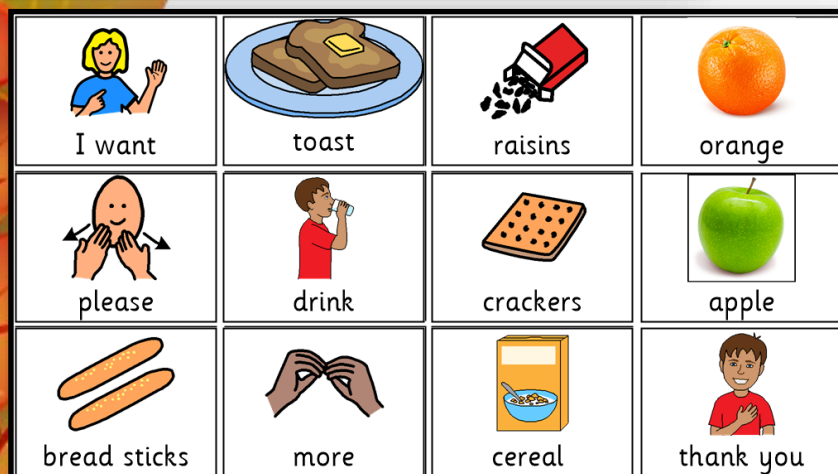 I want
toast
raisins
orange
please
drink
crackers
apple
bread sticks
more
cereal
thank you